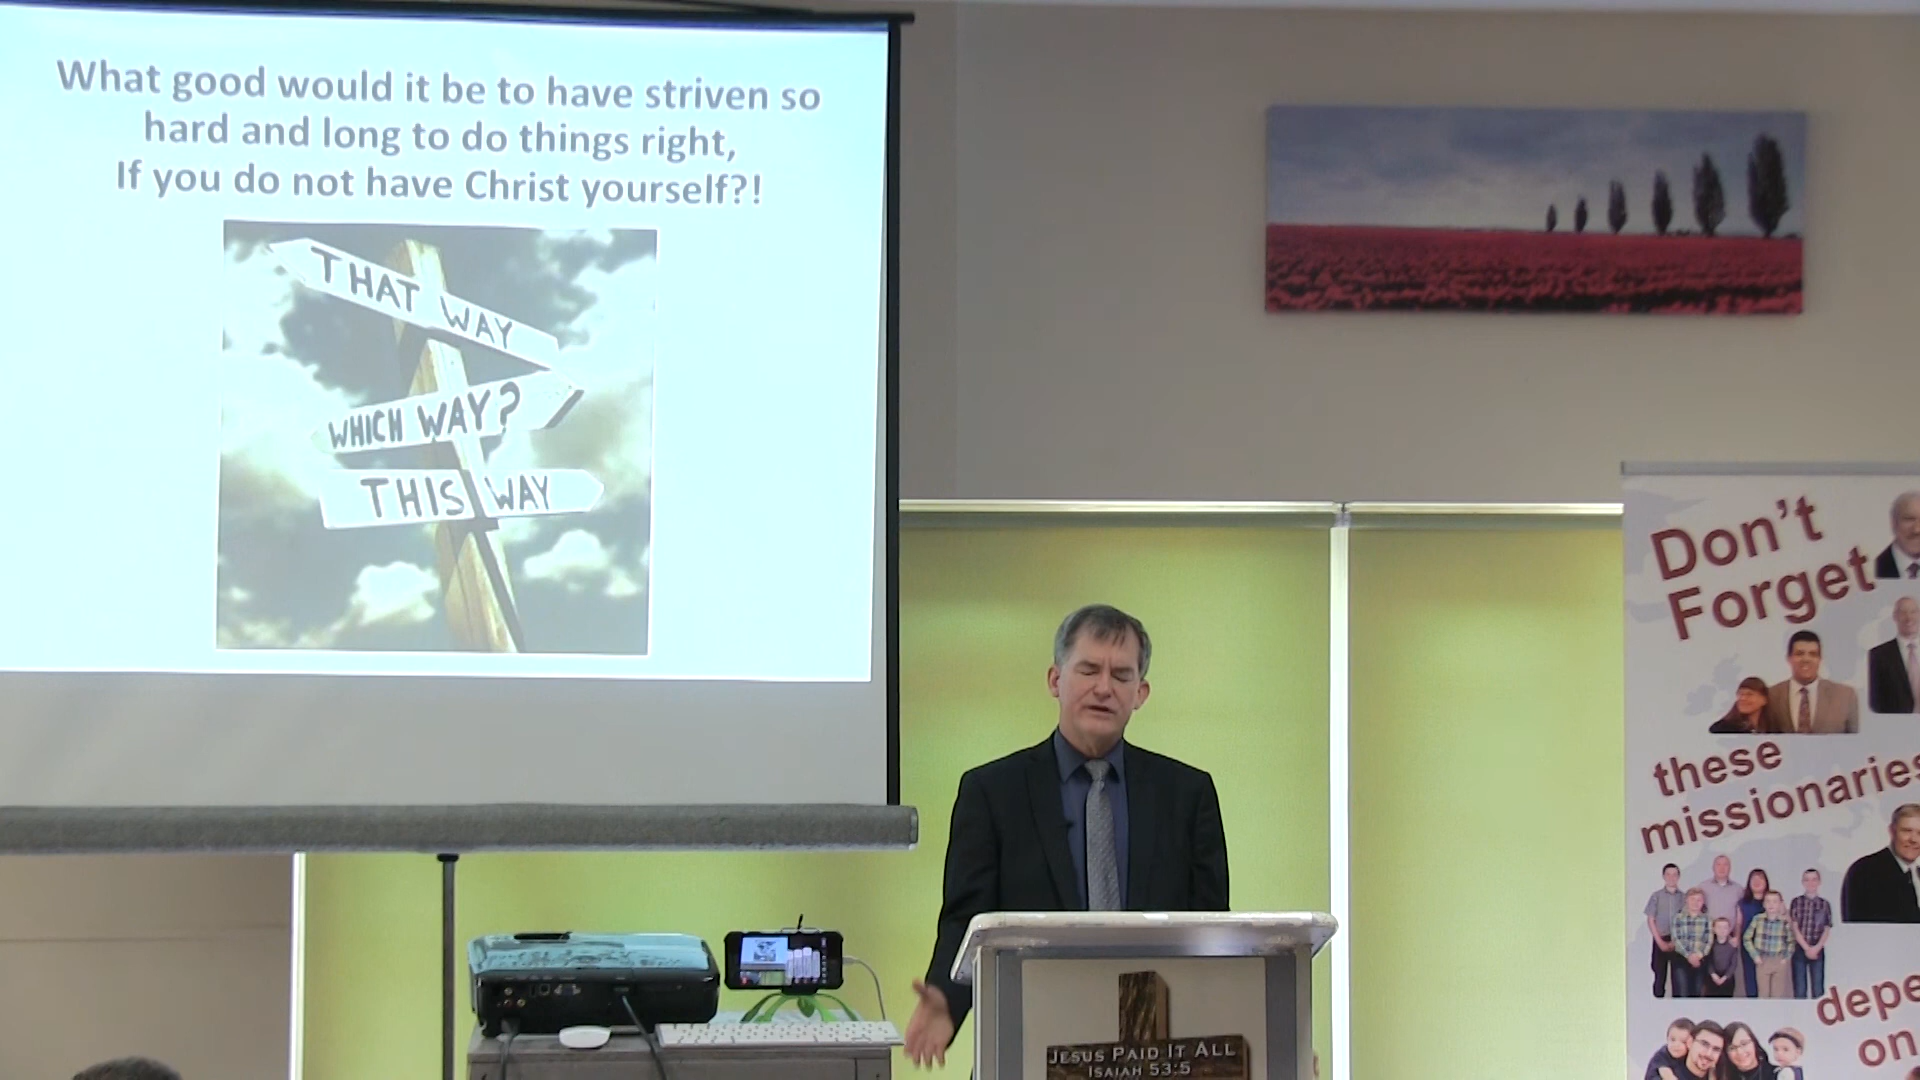 What good would it be to have striven so
hard and long to do things right,
If you do not have Christ yourself?!
THAT WAY
WHICH WAY?
THIS WAY
Don't
Forget
these
missionaries
on
JESUS PAID IT ALL
ISAIAH 53:5